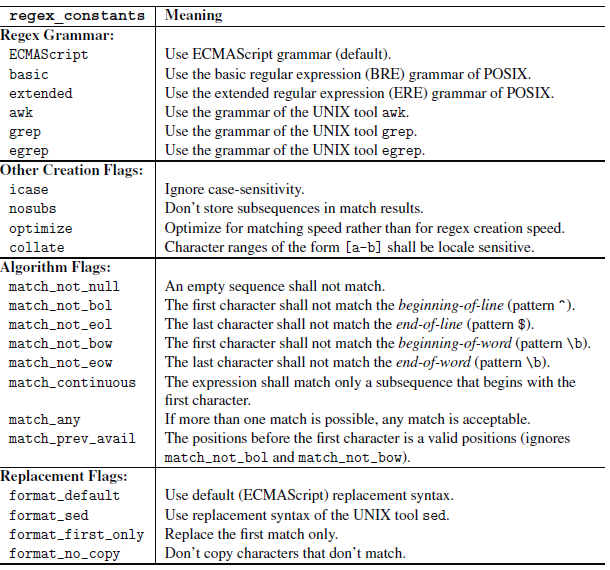 regex_constants Meaning
Regex Grammar:
ECMAScript Use ECMAScript grammar (default).
basic Use the basic regular expression (BRE) grammar of POSIX.
extended Use the extended regular expression (ERE) grammar of POSIX.
awk Use the grammar of the UNIX tool awk.
grep Use the grammar of the UNIX tool grep.
egrep Use the grammar of the UNIX tool egrep.
Other Creation Flags:
icase Ignore case-sensitivity.
nosubs Don't store subsequences in match results.
optimize Optimize for matching speed rather than for regex creation speed.
collate Character ranges of the form [a-b] shall be locale sensitive.
Algorithm Flags:
match_not_null An empty sequence shall not match.
match_not_bol The first character shall not match the beginning-of-line (pattern ^).
match_not_eol The last character shall not match the end-of-line (pattern $).
match_not_bow The first character shall not match the beginning-of-word (pattern \b).
match_not_eow The last character shall not match the end-of-word (pattern \b).
match_continuous The expression shall match only a subsequence that begins with the
first character.
match_any If more than one match is possible, any match is acceptable.
match_prev_avail The positions before the first character is a valid positions (ignores
match_not_bol and match_not_bow).
Replacement Flags:
format_default Use default (ECMAScript) replacement syntax.
format_sed Use replacement syntax of the UNIX tool sed.
format_first_only Replace the first match only.
format_no_copy Don't copy characters that don't match.